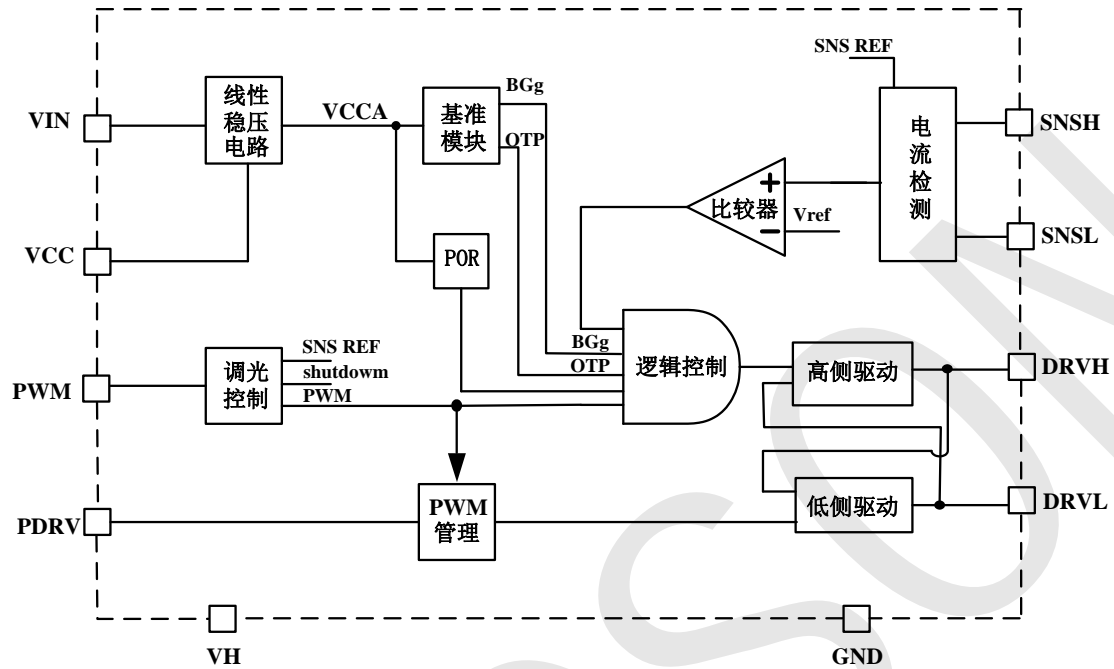 SNS REF
VIN
线性
稳压
电路
VCCA
基准
模块
BGg
OTP
电
流
检
测
SNSH
SNSL
比较器
Vref
VCC
POR
PWM
调光
控制
SNS REF
shutdowm
PWM
BGg
OTP
逻辑控制
高侧驱动
DRVH
PDRV
PWM
管理
低侧驱动
DRVL
VH
GND